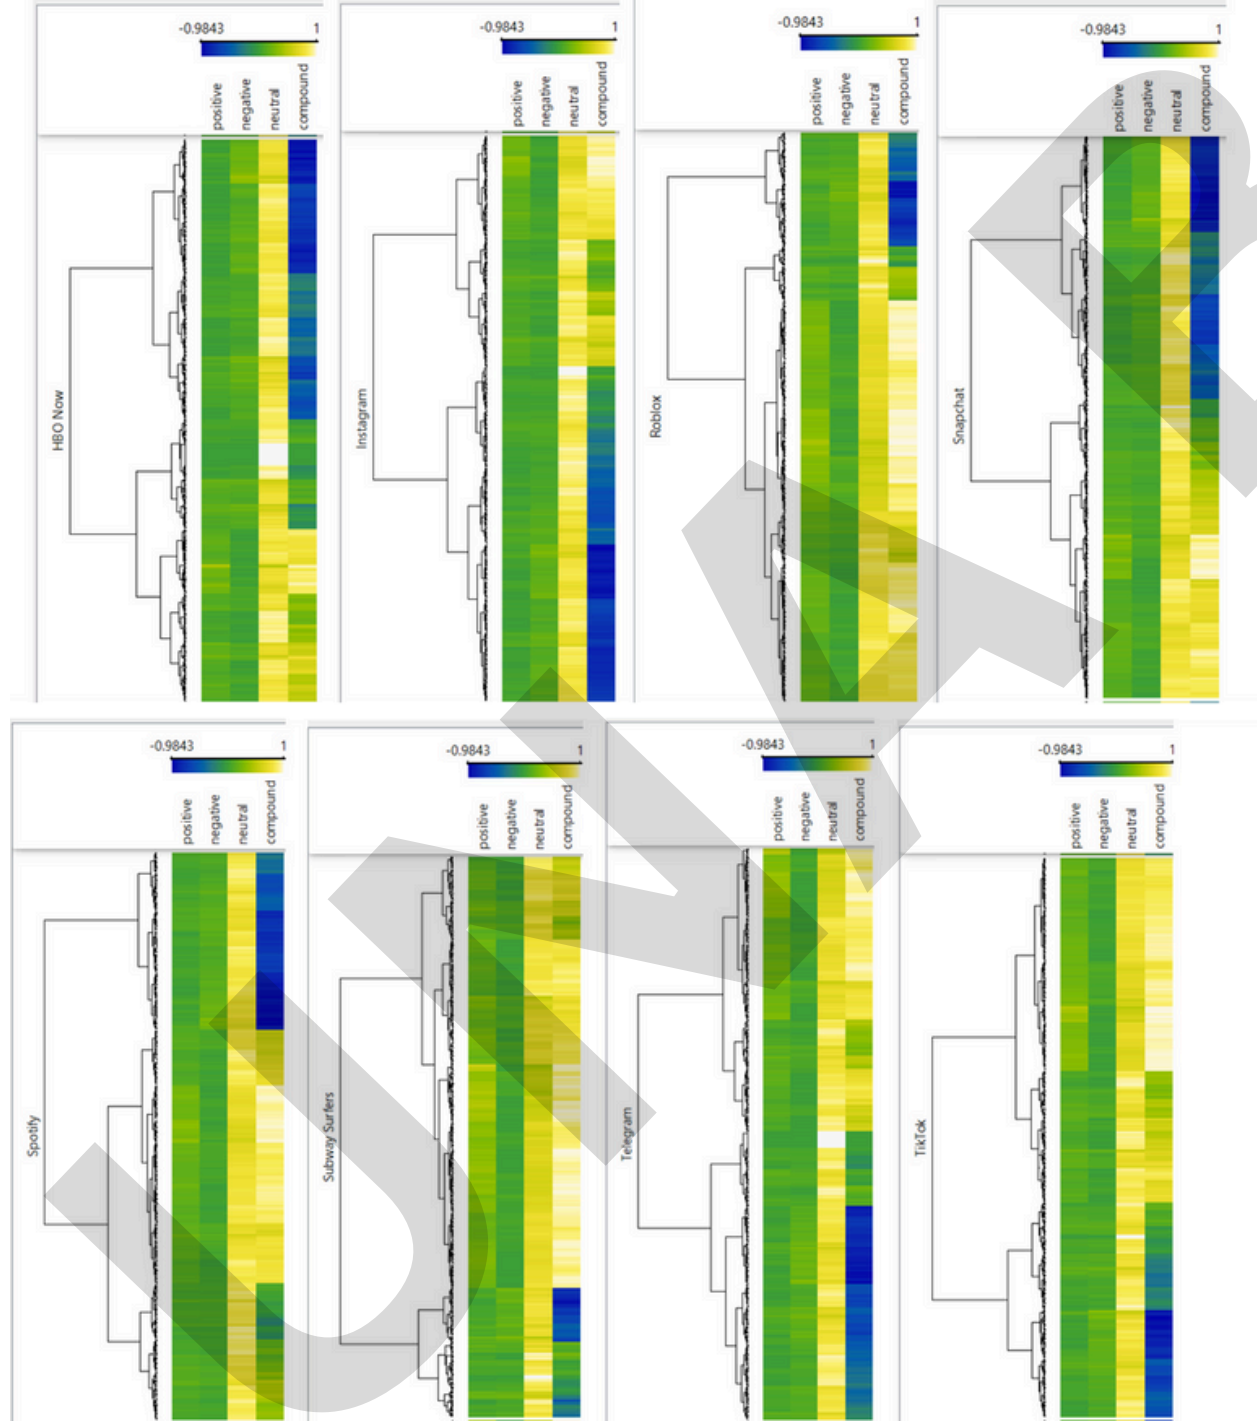 -0.9843 1
positive negative neutral compound
HBO Now
-0.9843 1
positive negative neutral compound
Instagram
-0.9843 1
positive negative neutral compound
Roblox
-0.9843 1
positive negative neutral compound
Snapchat
-0.9843 1
positive negative neutral compound
Spotify
-0.9843 1
positive negative neutral compound
Subway Surfers
-0.9843 1
positive negative neutral compound
Telegram
-0.9843 1
positive negative neutral compound
TikTok